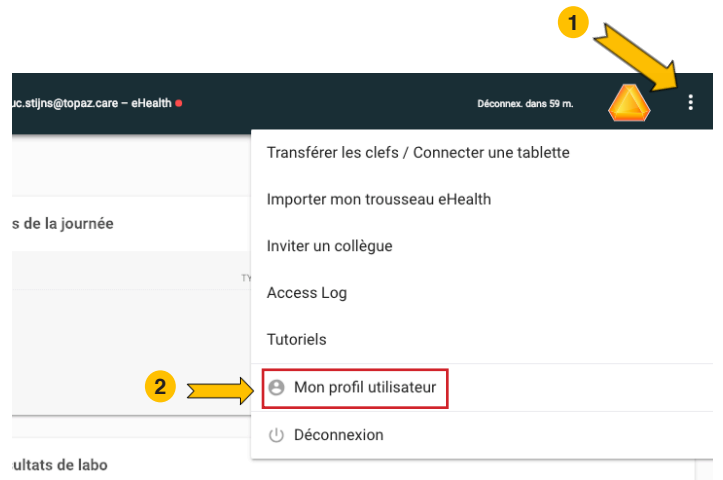 1
uc.stijns@topaz.care – eHealth
Déconnex. dans 59 m.
Transférer les clefs / Connecter une tablette
Importer mon trousseau eHealth
s de la journée
Inviter un collègue
TY
Access Log
Tutoriels
2
Mon profil utilisateur
Déconnexion
ultats de labo